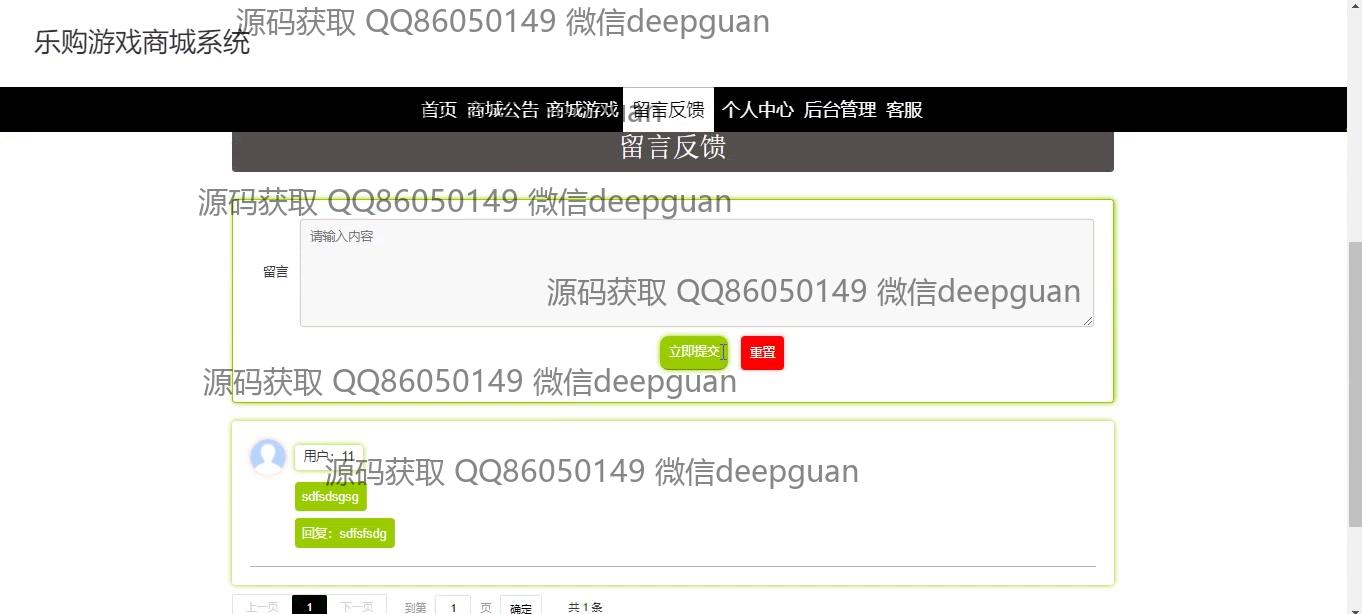 源码获取 QQ86050149 微信deepguan
乐购游戏商城系统
首页 商城公告 商城游戏 留言反馈 个人中心 后台管理 客服
uan
留言反馈
源码获取 QQ86050149 微信deepguan
请输入内容
留言
源码获取 QQ86050149 微信deepguan
立即提交 重置
源码获取 QQ86050149 微信deepguan
用户：11
源码获取 QQ86050149 微信deepguan
sdfsdsgsg
回复：sdfsfsdg
上一页 1 下一页 到第 1 页 确定 共 1 条